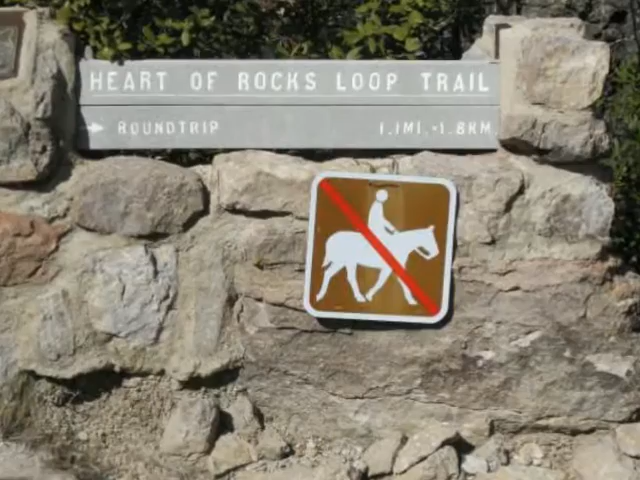 HEART OF ROCKS LOOP TRAIL
→ ROUNDTRIP 1.1MI.-1.8KM